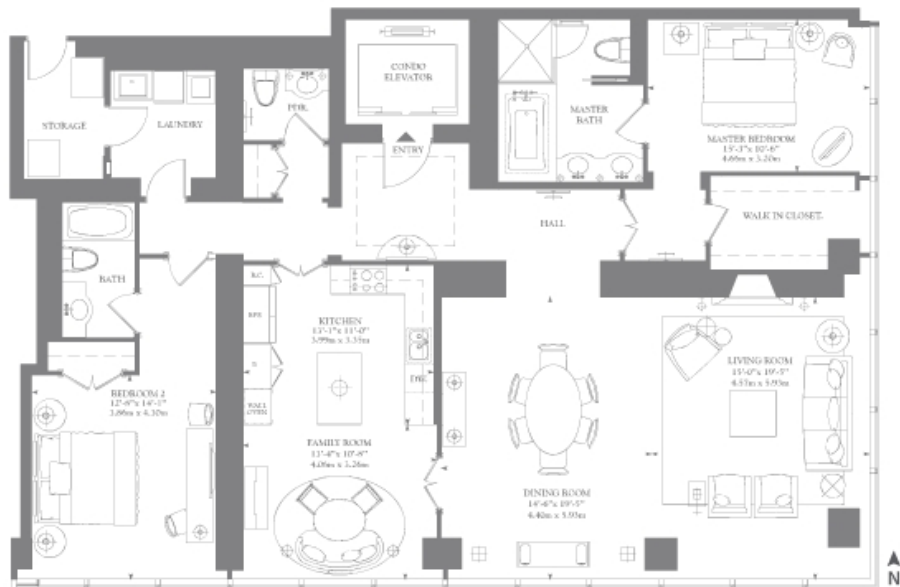 CONDO
ELEVATOR
PDR.
STORAGE
LAUNDRY
ENTRY
MASTER
BATH
MASTER BEDROOM
15'-3" x 10'-6"
4.66m x 3.20m
HALL
WALK IN CLOSET
BATH
B.C.
KITCHEN
13'-1" x 11'-0"
3.99m x 3.35m
LIVING ROOM
15'-0" x 19'-5"
4.57m x 5.93m
BEDROOM 2
12'-8" x 14'-1"
3.86m x 4.30m
WALL
OVEN
FAMILY ROOM
13'-4" x 10'-8"
4.06m x 3.26m
DINING ROOM
14'-6" x 19'-5"
4.40m x 5.93m
N